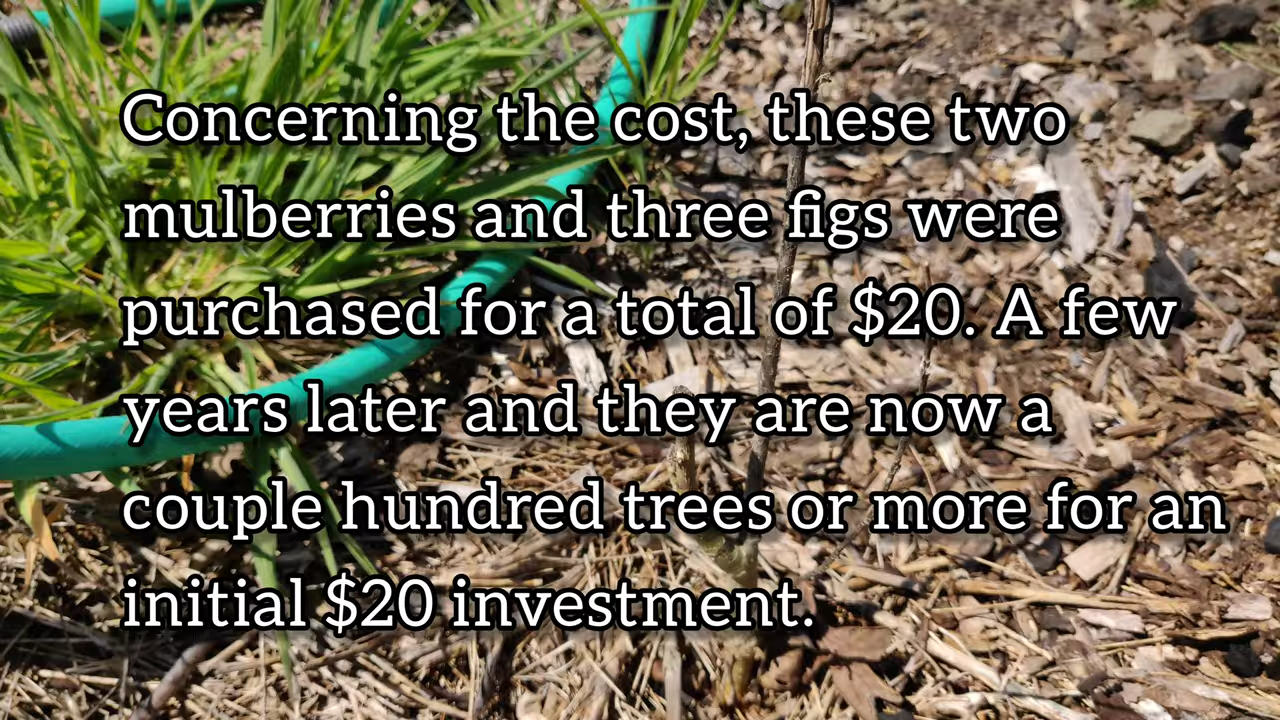 Concerning the cost, these two
mulberries and three figs were
purchased for a total of $20. A few
years later and they are now a
couple hundred trees or more for an
initial $20 investment.